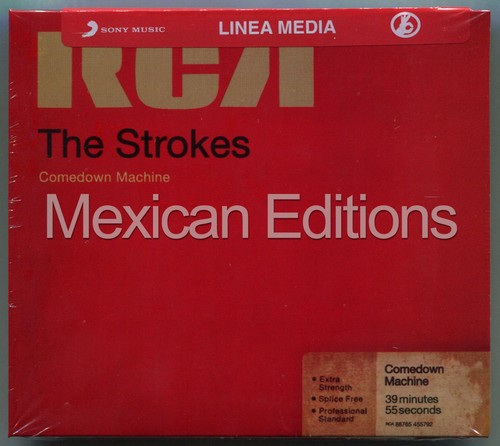 SONY MUSIC
LINEA MEDIA
RCA
The Strokes
Comedown Machine
Mexican Editions
• Extra Strength
• Splice Free
• Professional Standard
Comedown
Machine
39 minutes
55 seconds